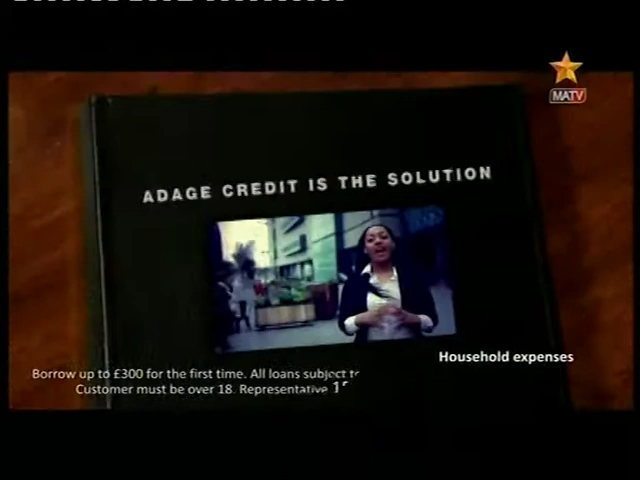 MATV
ADAGE CREDIT IS THE SOLUTION
Household expenses
Borrow up to £300 for the first time. All loans subject
Customer must be over 18. Representative